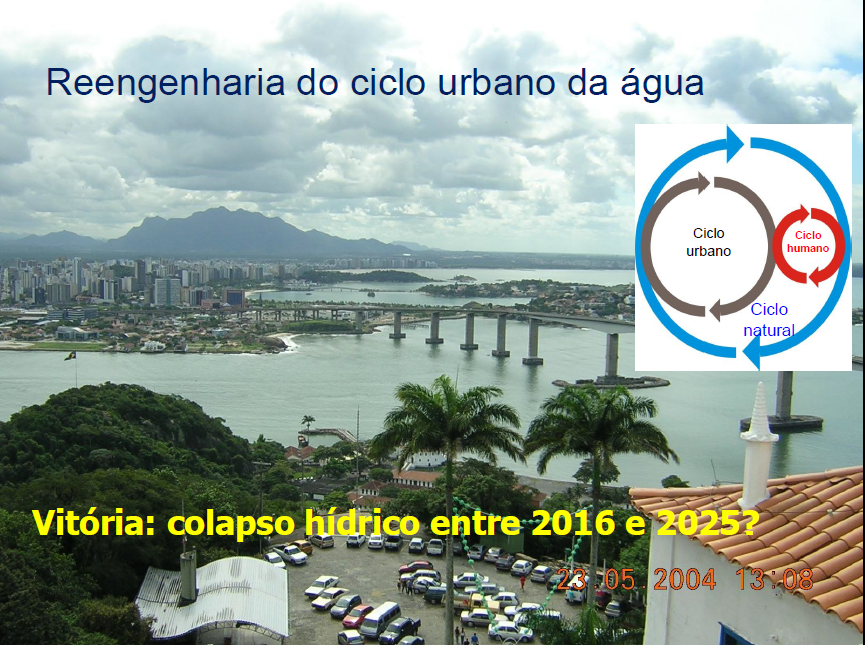 Reengenharia do ciclo urbano da água
Ciclo
urbano
Ciclo
humano
Ciclo
natural
Vitória: colapso hídrico entre 2016 e 2025?
23.05.2004 13:08